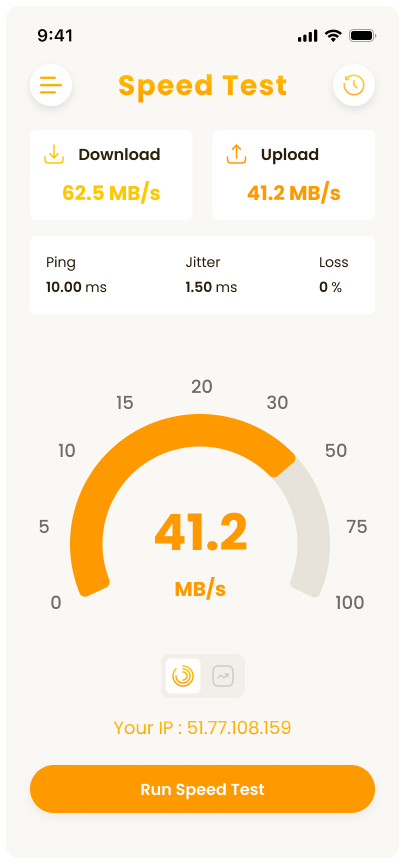 9:41
Speed Test
Download
62.5 MB/s
Upload
41.2 MB/s
Ping
10.00 ms
Jitter
1.50 ms
Loss
0 %
0
5
10
15
20
30
50
75
100
41.2
MB/s
Your IP : 51.77.108.159
Run Speed Test